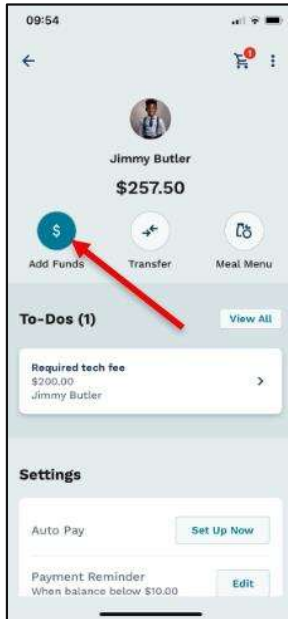 09:54
1
Jimmy Butler
$257.50
$
Add Funds
Transfer
Meal Menu
To-Dos (1)
View All
Required tech fee
$200.00
Jimmy Butler
Settings
Auto Pay
Set Up Now
Payment Reminder
When balance below $10.00
Edit